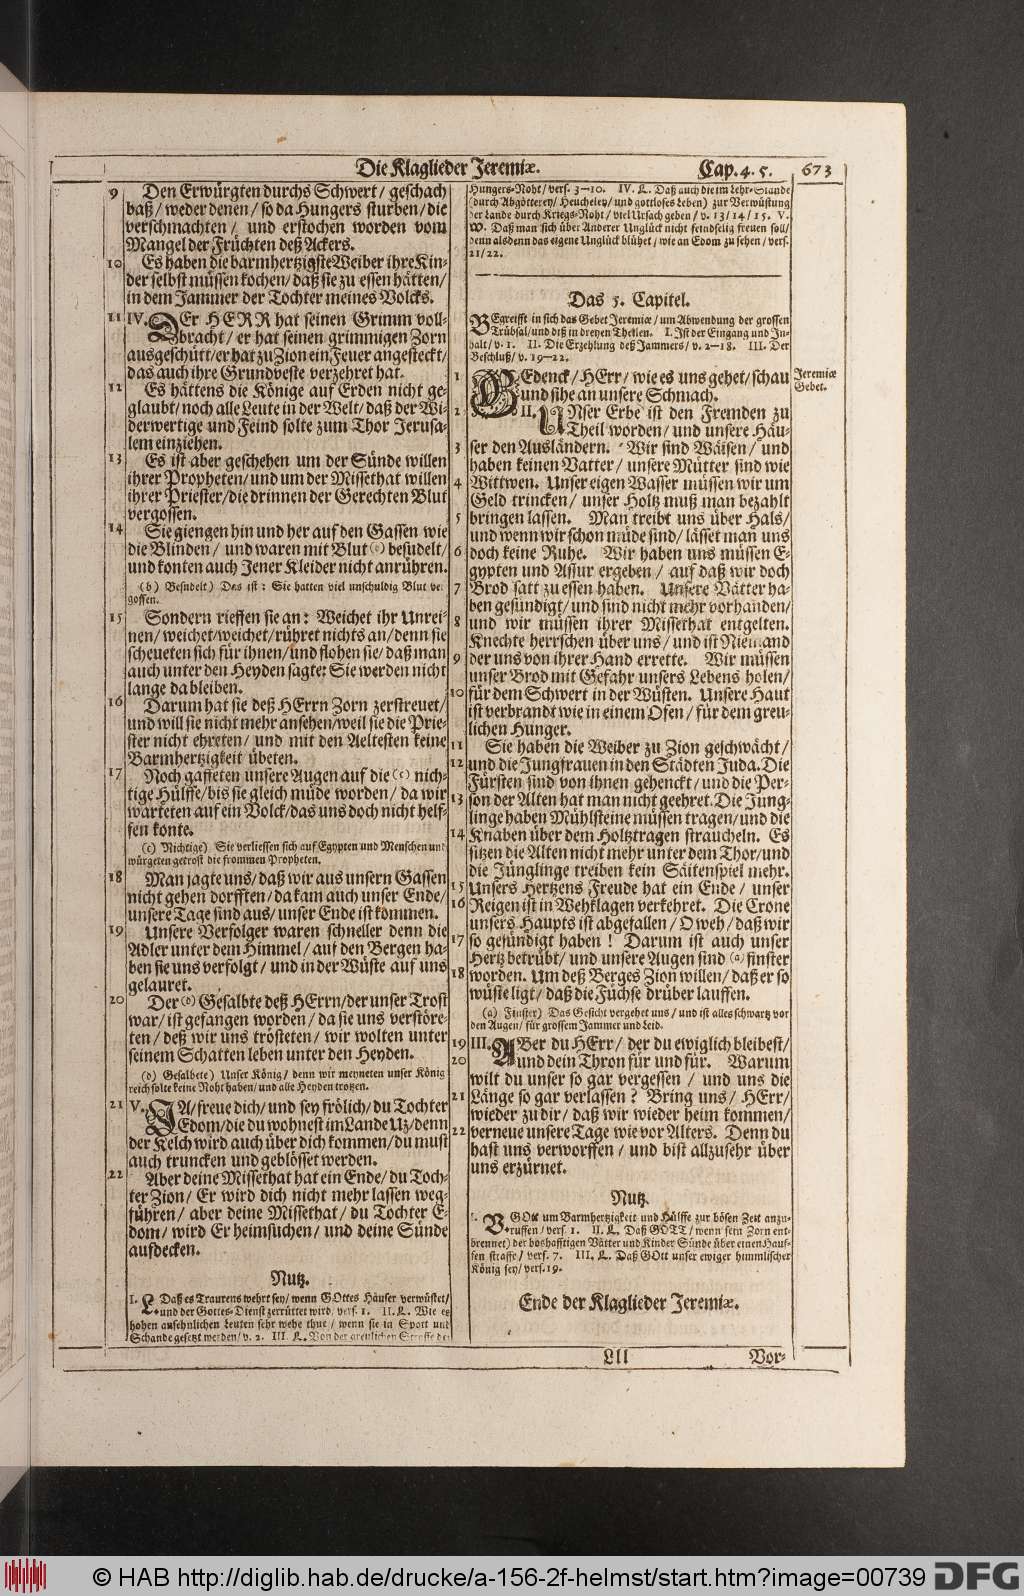 Die Klaglieder Jeremiæ. Cap. 4. 5. 673
9 Den Erwürgten durchs Schwert / geschach
baß / weder denen / so da Hungers sturben / die
verschmachten / und erstochen worden vom
Mangel der Früchten deß Ackers.
10 Es haben die barmhertzigste Weiber ihre Kin-
der selbst müssen kochen / daß sie zu essen hätten /
in dem Jammer der Tochter meines Volcks.
11 IV. DEr HERR hat seinen Grimm voll-
bracht / er hat seinen grimmigen Zorn
ausgeschütt / er hat zu Zion ein Feuer angesteckt /
das auch ihre Grundveste verzehret hat.
12 Es hättens die Könige auf Erden nicht ge-
glaubt / noch alle Leute in der Welt / daß der Wi-
derwertige und Feind solte zum Thor Jerusa-
lem einziehen.
13 Es ist aber geschehen um der Sünde willen
ihrer Propheten / und um der Missethat willen
ihrer Priester / die drinnen der Gerechten Blut
vergossen.
14 Sie giengen hin und her auf den Gassen wie
die Blinden / und waren mit Blut (b) besudelt /
und konten auch Jener Kleider nicht anrühren.
(b) Besudelt) Das ist: Sie hatten viel unschuldig Blut ver
gossen.
15 Sondern rieffen sie an: Weichet ihr Unrei-
nen / weichet / weichet / rühret nichts an / denn sie
scheueten sich für ihnen / und flohen sie / daß man
auch unter den Heyden sagte: Sie werden nicht
lange da bleiben.
16 Darum hat sie deß HErrn Zorn zerstreuet /
und will sie nicht mehr ansehen / weil sie die Prie-
ster nicht ehreten / und mit den Aeltesten keine
Barmhertzigkeit übeten.
17 Noch gaffeten unsere Augen auf die (c) nich-
tige Hülffe / bis sie gleich müde worden / da wir
warteten auf ein Volck / das uns doch nicht helf-
fen konte.
(c) Nichtige) Sie verliessen sich auf Egypten und Menschen und
würgeten getrost die frommen Propheten.
18 Man jagte uns / daß wir aus unsern Gassen
nicht gehen dorfften / da kam auch unser Ende /
unsere Tage sind aus / unser Ende ist kommen.
19 Unsere Verfolger waren schneller denn die
Adler unter dem Himmel / auf den Bergen ha-
ben sie uns verfolgt / und in der Wüste auf uns
gelauret.
20 Der (d) Gesalbte deß HErrn / der unser Trost
war / ist gefangen worden / da sie uns verstöre-
ten / deß wir uns trösteten / wir wolten unter
seinem Schatten leben unter den Heyden.
(d) Gesalbete) Unser König / denn wir meyneten unser König
reich solte keine Noht haben / und alle Heyden trotzen.
21 V. JA / freue dich / und sey frölich / du Tochter
Edom / die du wohnest im Lande Uz / denn
der Kelch wird auch über dich kommen / du must
auch truncken und geblösset werden.
22 Aber deine Missethat hat ein Ende / du Toch-
ter Zion / Er wird dich nicht mehr lassen weg-
führen / aber deine Missethat / du Tochter E-
dom / wird Er heimsuchen / und deine Sünde
aufdecken.
Nutz.
I. L. Daß es Traurens wehrt sey / wenn GOttes Häuser verwüstet /
und der Gottes-Dienst zerrüttet wird / vers. 1. II. L. Wie es
hohen ansehnlichen Leuten sehr wehe thut / wenn sie in Spott und
Schande gesetzt werden / v. 2. III. L. Von der greulichen Straffe der
Hungers-Noht / vers. 3–10. IV. L. Daß auch die im Lehr-Stande
(durch Abgötterey / Heucheley / und gottloses Leben) zur Verwüstung
der Lande durch Kriegs-Noht / viel Ursach geben / v. 13 / 14 / 15. V.
W. Daß man sich über Anderer Unglück nicht feindselig freuen soll /
denn alsdenn das eigene Unglück blühet / wie an Edom zu sehen / vers.
21 / 22.
Das 5. Capitel.
BEgreifft in sich das Gebet Jeremiæ / um Abwendung der grossen
Trübsal / und diß in dreyen Theilen. I. Ist der Eingang und In-
halt / v. 1. II. Die Erzehlung deß Jammers / v. 2–18. III. Der
Beschluß / v. 19–22.
1 GEdenck / HErr / wie es uns gehet / schau
und sihe an unsere Schmach.
Jeremiæ
Gebet.
2 II. UNser Erbe ist den Fremden zu
Theil worden / und unsere Häu-
3 ser den Ausländern. Wir sind Wäisen / und
haben keinen Vatter / unsere Mütter sind wie
4 Wittwen. Unser eigen Wasser müssen wir um
Geld trincken / unser Holtz muß man bezahlt
5 bringen lassen. Man treibt uns über Hals /
und wenn wir schon müde sind / lässet man uns
6 doch keine Ruhe. Wir haben uns müssen E-
gypten und Assur ergeben / auf daß wir doch
7 Brod satt zu essen haben. Unsere Vätter ha-
ben gesündigt / und sind nicht mehr vorhanden /
8 und wir müssen ihrer Missethat entgelten.
Knechte herrschen über uns / und ist Niemand
9 der uns von ihrer Hand errette. Wir müssen
unser Brod mit Gefahr unsers Lebens holen /
10 für dem Schwert in der Wüsten. Unsere Haut
ist verbrandt wie in einem Ofen / für dem greu-
lichen Hunger.
11 Sie haben die Weiber zu Zion geschwächt /
12 und die Jungfrauen in den Städten Juda. Die
Fürsten sind von ihnen gehenckt / und die Per-
13 son der Alten hat man nicht geehret. Die Jüng-
linge haben Mühlsteine müssen tragen / und die
14 Knaben über dem Holtztragen straucheln. Es
sitzen die Alten nicht mehr unter dem Thor / und
die Jünglinge treiben kein Säitenspiel mehr.
15 Unsers Hertzens Freude hat ein Ende / unser
16 Reigen ist in Wehklagen verkehret. Die Crone
unsers Haupts ist abgefallen / O weh / daß wir
17 so gesündigt haben! Darum ist auch unser
Hertz betrübt / und unsere Augen sind (a) finster
18 worden. Um deß Berges Zion willen / daß er so
wüste ligt / daß die Füchse drüber lauffen.
(a) Finster) Das Gesicht vergehet uns / und ist alles schwartz vor
den Augen / für grossem Jammer und Leid.
19 III. ABer du HErr / der du ewiglich bleibest /
20 und dein Thron für und für. Warum
wilt du unser so gar vergessen / und uns die
21 Länge so gar verlassen? Bring uns / HErr /
wieder zu dir / daß wir wieder heim kommen /
22 verneue unsere Tage wie vor Alters. Denn du
hast uns verworffen / und bist allzusehr über
uns erzürnet.
Nutz.
I. V. GOtt um Barmhertzigkeit und Hülffe zur bösen Zeit anzu-
ruffen / vers. 1. II. L. Daß GOTT / wenn sein Zorn ent-
brennet) der boshafftigen Vätter und Kinder Sünde über einen Hauf-
fen straffe / vers. 7. III. L. Daß GOtt unser ewiger himmlischer
König sey / vers. 19.
Ende der Klaglieder Jeremiæ.
Lll Vor-
© HAB http://diglib.hab.de/drucke/a-156-2f-helmst/start.htm?image=00739 DFG